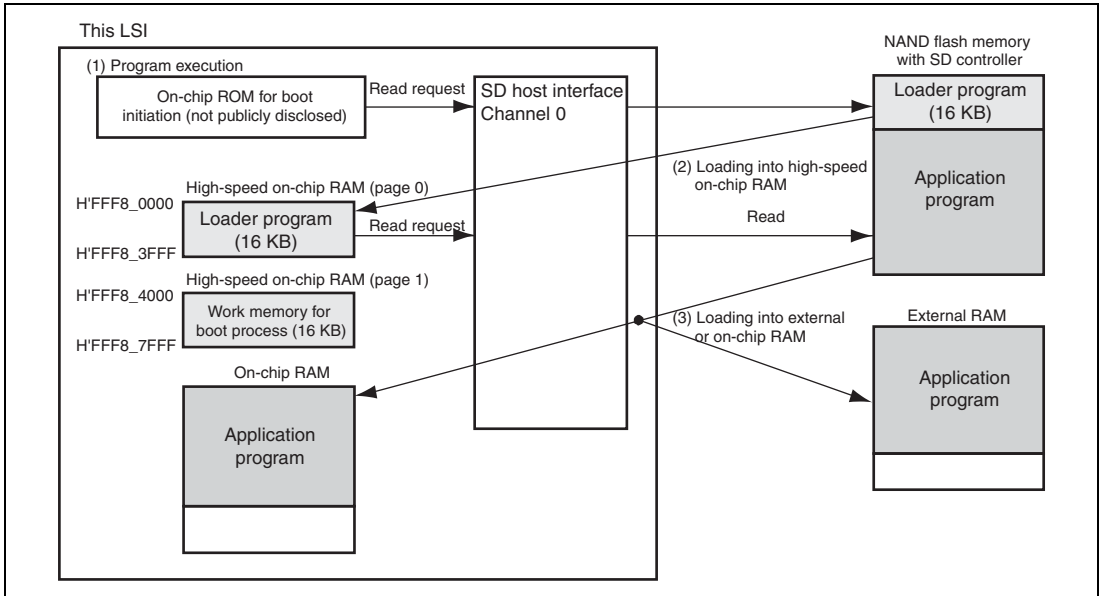 This LSI
(1) Program execution
On-chip ROM for boot
initiation (not publicly disclosed)
Read request
SD host interface
Channel 0
NAND flash memory
with SD controller
Loader program
(16 KB)
Application
program
(2) Loading into high-speed
on-chip RAM
High-speed on-chip RAM (page 0)
H'FFF8_0000
Loader program
(16 KB)
H'FFF8_3FFF
Read request
Read
High-speed on-chip RAM (page 1)
H'FFF8_4000
Work memory for
boot process (16 KB)
H'FFF8_7FFF
(3) Loading into external
or on-chip RAM
External RAM
Application
program
On-chip RAM
Application
program